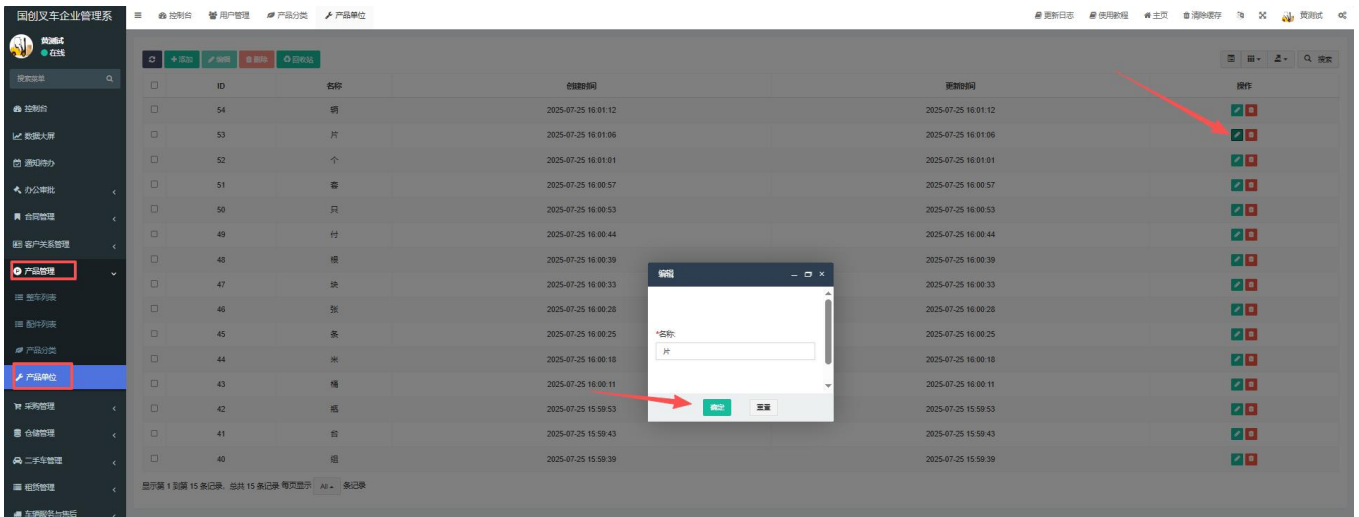 国创叉车企业管理系
控制台 用户管理 产品分类 产品单位
更新日志 使用教程 主页 清除缓存 黄测试
黄测试
在线
搜索菜单
控制台
数据大屏
通知待办
办公审批
合同管理
客户关系管理
产品管理
整车列表
配件列表
产品分类
产品单位
采购管理
仓储管理
二手车管理
租赁管理
车辆服务与售后
添加 编辑 删除 回收站
搜索
ID 名称 创建时间 更新时间 操作
54 2025-07-25 16:01:12 2025-07-25 16:01:12
53 片 2025-07-25 16:01:06 2025-07-25 16:01:06
52 个 2025-07-25 16:01:01 2025-07-25 16:01:01
51 套 2025-07-25 16:00:57 2025-07-25 16:00:57
50 只 2025-07-25 16:00:53 2025-07-25 16:00:53
49 付 2025-07-25 16:00:44 2025-07-25 16:00:44
48 根 2025-07-25 16:00:39 2025-07-25 16:00:39
47 块 2025-07-25 16:00:33 2025-07-25 16:00:33
46 张 2025-07-25 16:00:28 2025-07-25 16:00:28
45 条 2025-07-25 16:00:25 2025-07-25 16:00:25
44 米 2025-07-25 16:00:18 2025-07-25 16:00:18
43 桶 2025-07-25 16:00:11 2025-07-25 16:00:11
42 瓶 2025-07-25 15:59:53 2025-07-25 15:59:53
41 台 2025-07-25 15:59:43 2025-07-25 15:59:43
40 组 2025-07-25 15:59:39 2025-07-25 15:59:39
显示第 1 到第 15 条记录，总共 15 条记录 每页显示 All 条记录
编辑
*名称:
片
确定 重置